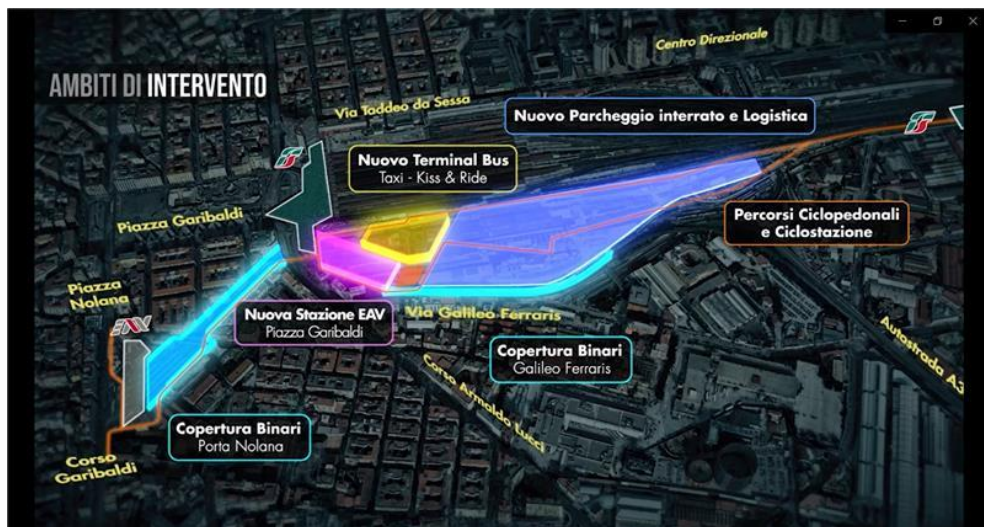 Centro Direzionale
AMBITI DI INTERVENTO
Via Taddeo da Sessa
Nuovo Parcheggio interrato e Logistica
Nuovo Terminal Bus
Taxi - Kiss & Ride
Piazza Garibaldi
Percorsi Ciclopedonali
e Ciclostazione
Piazza
Nolana
EAV
Nuova Stazione EAV
Piazza Garibaldi
Via Galileo Ferraris
Copertura Binari
Galileo Ferraris
Autostrada A3
Corso Arnaldo Lucci
Copertura Binari
Porta Nolana
Corso
Garibaldi